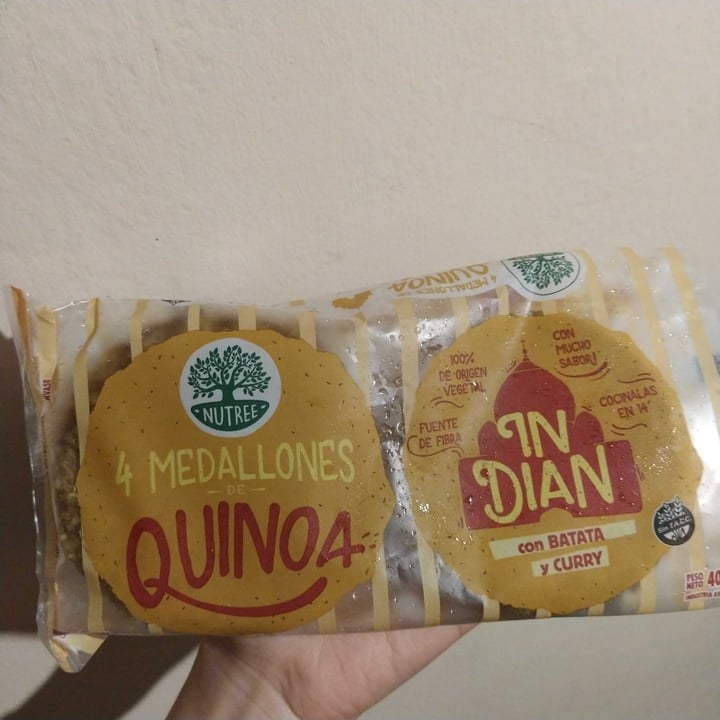 4 MEDALLONES DE
QUINOA
NUTREE
4 MEDALLONES
DE
QUINOA
100%
DE ORIGEN
VEGETAL
CON
MUCHO
SABOR!
FUENTE
DE FIBRA
COCINALAS
EN 14'
IN
DIAN
con BATATA
y CURRY
Sin T.A.C.C.
PESO
NETO 40
INDUSTRIA